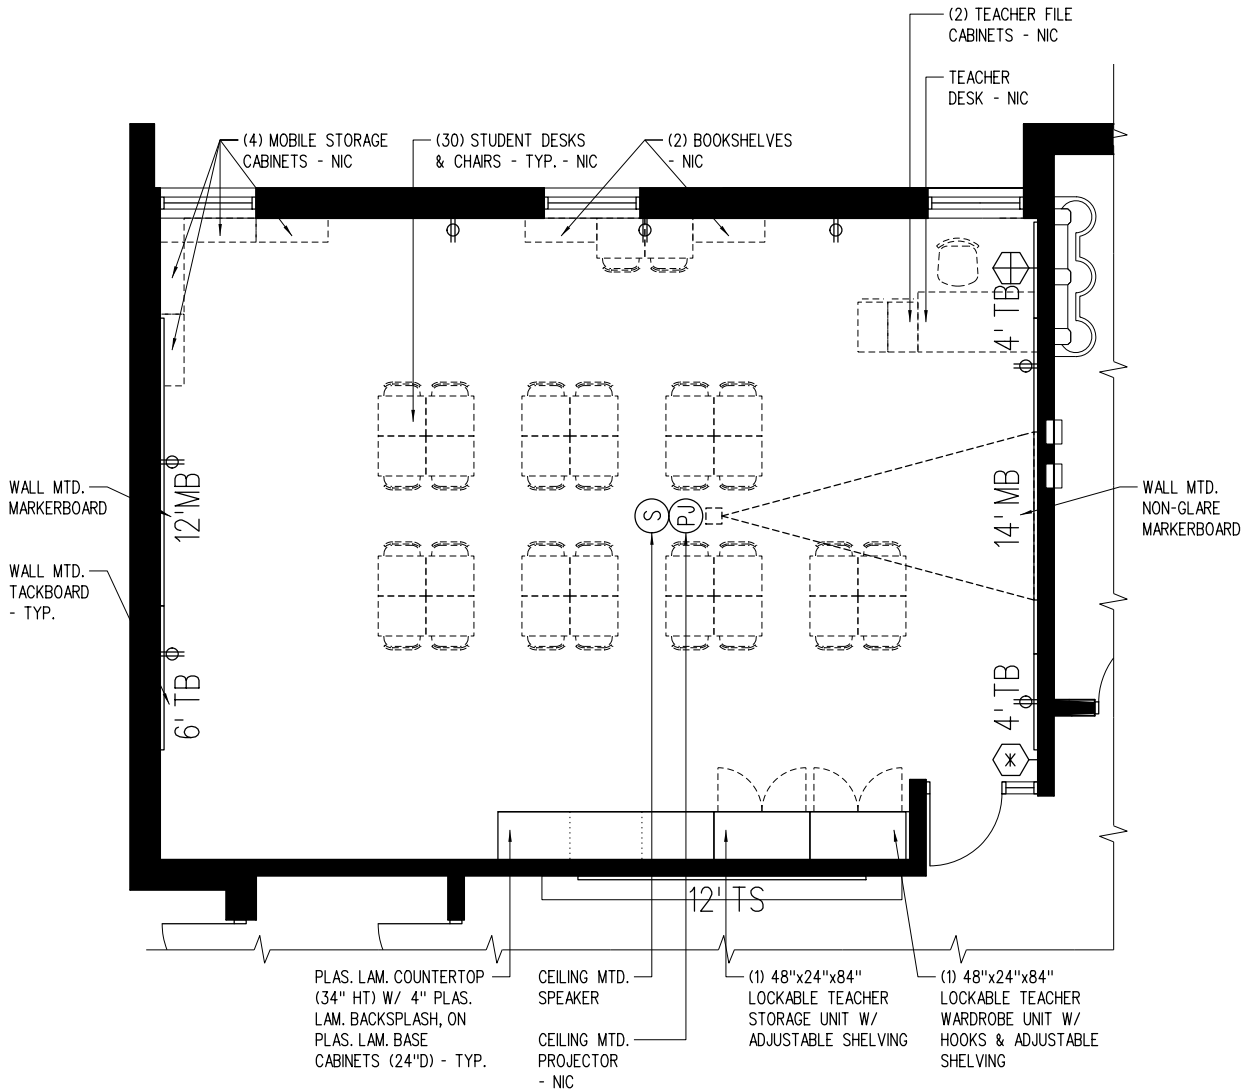 (2) TEACHER FILE
CABINETS - NIC
TEACHER
DESK - NIC
(4) MOBILE STORAGE
CABINETS - NIC
(30) STUDENT DESKS
& CHAIRS - TYP. - NIC
(2) BOOKSHELVES
- NIC
4' TB
WALL MTD.
MARKERBOARD
12'MB
S
PJ
14' MB
WALL MTD.
NON-GLARE
MARKERBOARD
WALL MTD.
TACKBOARD
- TYP.
6' TB
4' TB
12' TS
PLAS. LAM. COUNTERTOP
(34" HT) W/ 4" PLAS.
LAM. BACKSPLASH, ON
PLAS. LAM. BASE
CABINETS (24"D) - TYP.
CEILING MTD.
SPEAKER
CEILING MTD.
PROJECTOR
- NIC
(1) 48"x24"x84"
LOCKABLE TEACHER
STORAGE UNIT W/
ADJUSTABLE SHELVING
(1) 48"x24"x84"
LOCKABLE TEACHER
WARDROBE UNIT W/
HOOKS & ADJUSTABLE
SHELVING